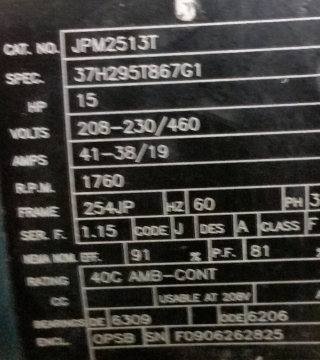 CAT. NO. JPM2513T
SPEC. 37H295T867G1
HP 15
VOLTS 208-230/460
AMPS 41-38/19
R.P.M. 1760
FRAME 254JP HZ 60 PH 3
SER. F. 1.15 CODE J DES A CLASS F
NEMA NOM. EFF. 91 % P.F. 81
RATING 40C AMB-CONT
CC USABLE AT 208V
BEARINGS DE 6309 ODE 6206
ENCL. OPSB SN F0906262825